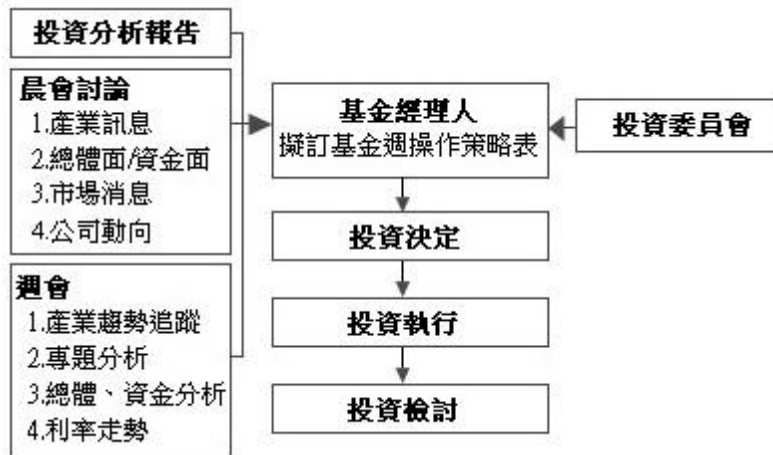 投資分析報告
晨會討論
1.產業訊息
2.總體面/資金面
3.市場消息
4.公司動向
週會
1.產業趨勢追蹤
2.專題分析
3.總體、資金分析
4.利率走勢
基金經理人
擬訂基金週操作策略表
投資委員會
投資決定
投資執行
投資檢討